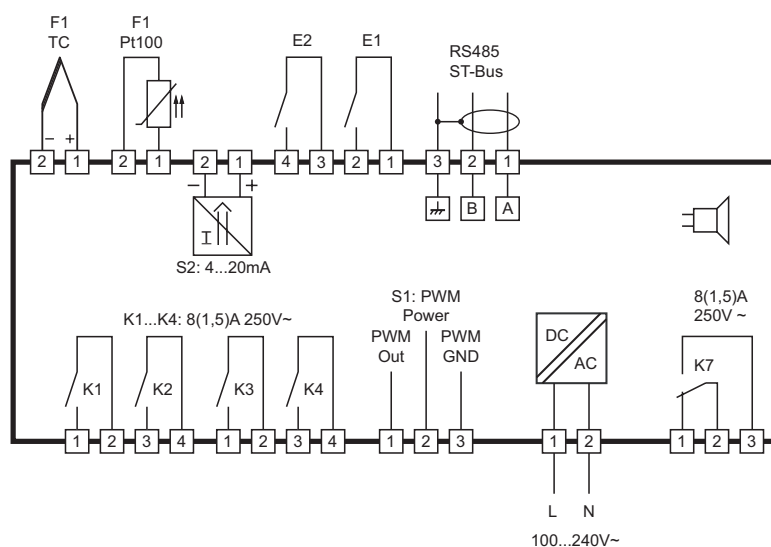 F1
TC
F1
Pt100
E2
E1
RS485
ST-Bus
− +
2 1 2 1 2 1 4 3 2 1 3 2 1
− +
B A
I
S2: 4...20mA
K1...K4: 8(1,5)A 250V~
S1: PWM
Power
PWM
Out
PWM
GND
DC
AC
8(1,5)A
250V ~
K1 K2 K3 K4
K7
1 2 3 4 1 2 3 4 1 2 3 1 2 1 2 3
L N
100...240V~